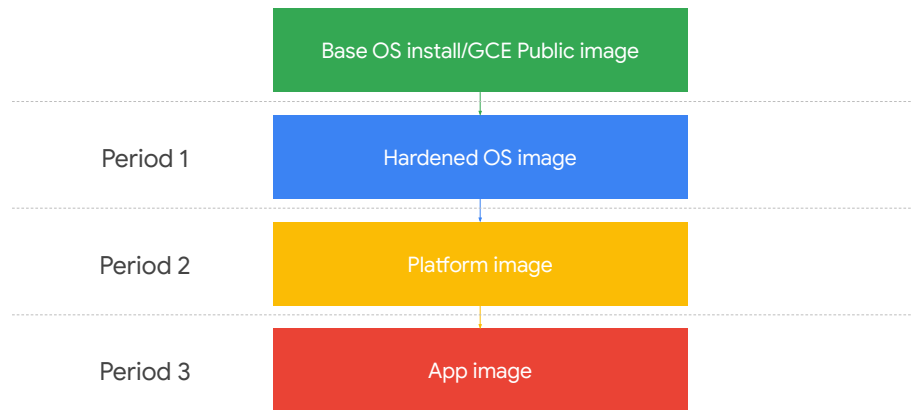 Base OS install/GCE Public image
Period 1
Hardened OS image
Period 2
Platform image
Period 3
App image